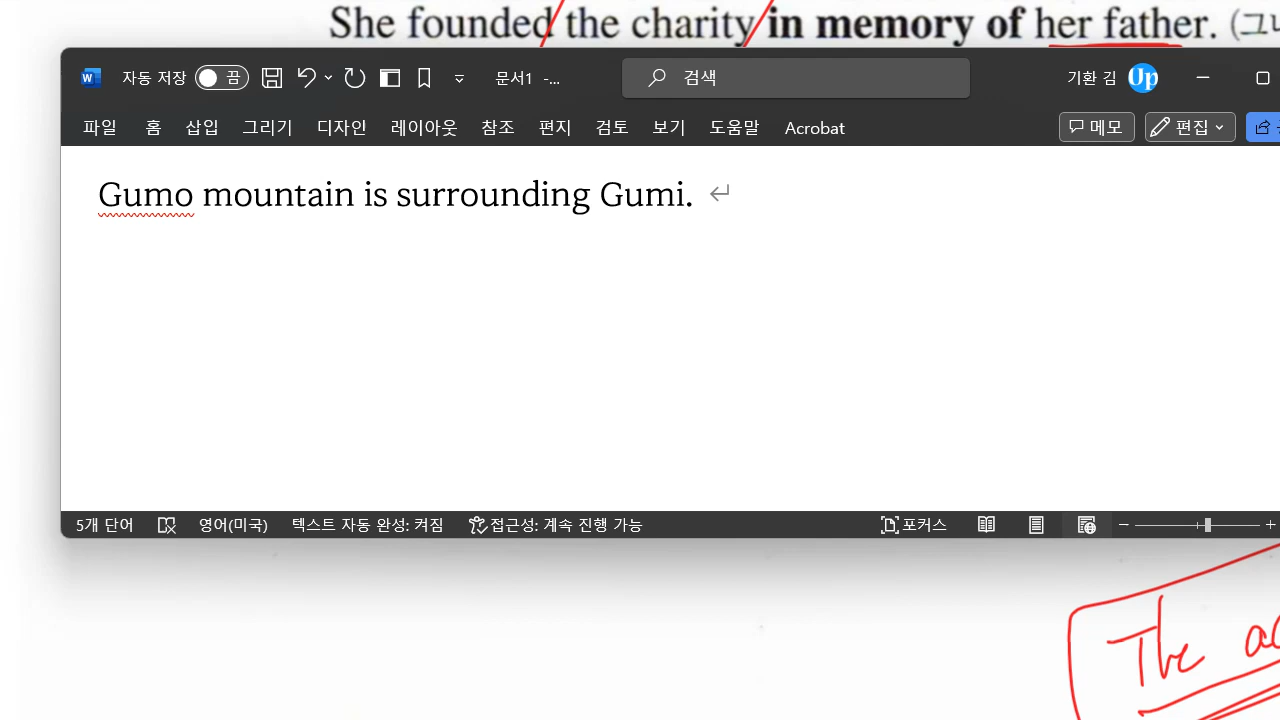 She founded the charity in memory of her father. (그
자동 저장 끔 문서1 -... 검색 기환 김 Up
파일 홈 삽입 그리기 디자인 레이아웃 참조 편지 검토 보기 도움말 Acrobat 메모 편집
Gumo mountain is surrounding Gumi. ↵
5개 단어 영어(미국) 텍스트 자동 완성: 켜짐 접근성: 계속 진행 가능 포커스 − +
The